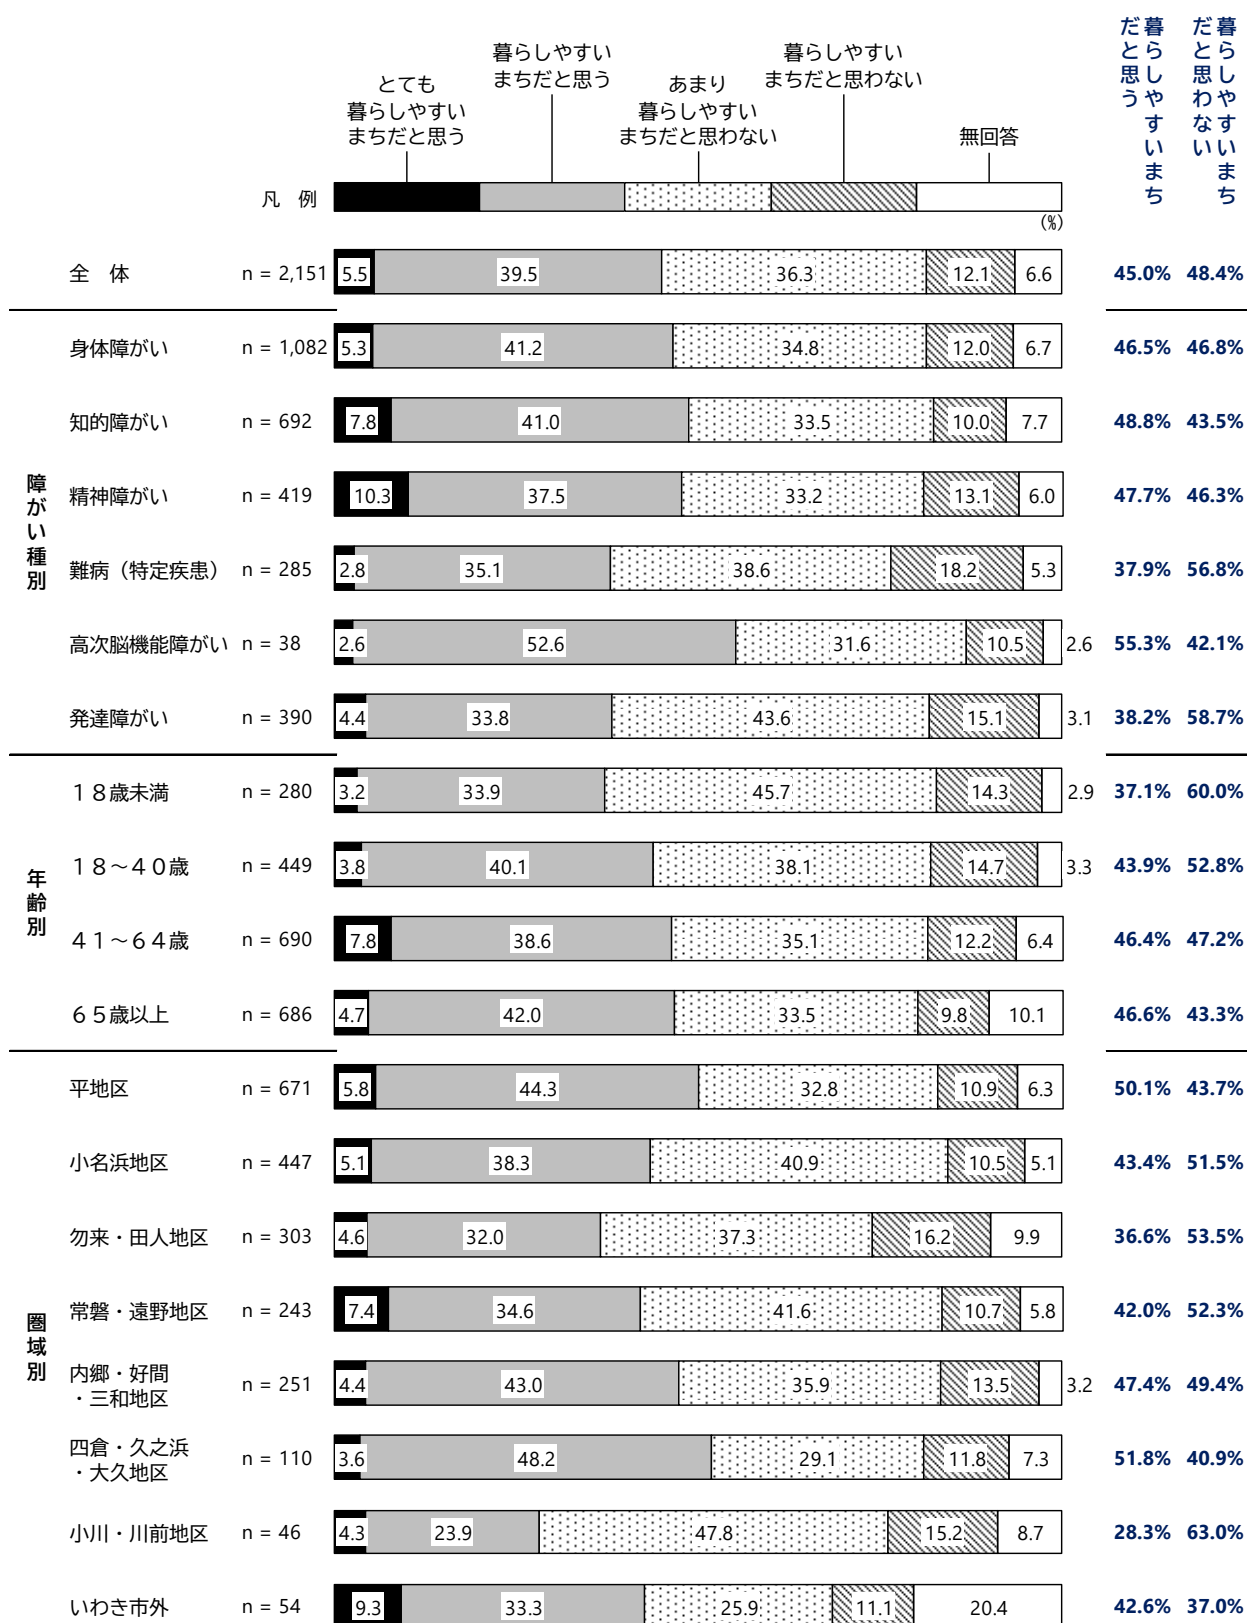 暮らしやすいまち
だと思う
暮らしやすいまち
だと思わない
とても
暮らしやすい
まちだと思う
暮らしやすい
まちだと思う
あまり
暮らしやすい
まちだと思わない
暮らしやすい
まちだと思わない
無回答
凡　例
(%)
全　体 n = 2,151 5.5 39.5 36.3 12.1 6.6 45.0% 48.4%
障がい種別
身体障がい n = 1,082 5.3 41.2 34.8 12.0 6.7 46.5% 46.8%
知的障がい n = 692 7.8 41.0 33.5 10.0 7.7 48.8% 43.5%
精神障がい n = 419 10.3 37.5 33.2 13.1 6.0 47.7% 46.3%
難病（特定疾患） n = 285 2.8 35.1 38.6 18.2 5.3 37.9% 56.8%
高次脳機能障がい n = 38 2.6 52.6 31.6 10.5 2.6 55.3% 42.1%
発達障がい n = 390 4.4 33.8 43.6 15.1 3.1 38.2% 58.7%
年齢別
１８歳未満 n = 280 3.2 33.9 45.7 14.3 2.9 37.1% 60.0%
１８～４０歳 n = 449 3.8 40.1 38.1 14.7 3.3 43.9% 52.8%
４１～６４歳 n = 690 7.8 38.6 35.1 12.2 6.4 46.4% 47.2%
６５歳以上 n = 686 4.7 42.0 33.5 9.8 10.1 46.6% 43.3%
圏域別
平地区 n = 671 5.8 44.3 32.8 10.9 6.3 50.1% 43.7%
小名浜地区 n = 447 5.1 38.3 40.9 10.5 5.1 43.4% 51.5%
勿来・田人地区 n = 303 4.6 32.0 37.3 16.2 9.9 36.6% 53.5%
常磐・遠野地区 n = 243 7.4 34.6 41.6 10.7 5.8 42.0% 52.3%
内郷・好間
・三和地区 n = 251 4.4 43.0 35.9 13.5 3.2 47.4% 49.4%
四倉・久之浜
・大久地区 n = 110 3.6 48.2 29.1 11.8 7.3 51.8% 40.9%
小川・川前地区 n = 46 4.3 23.9 47.8 15.2 8.7 28.3% 63.0%
いわき市外 n = 54 9.3 33.3 25.9 11.1 20.4 42.6% 37.0%